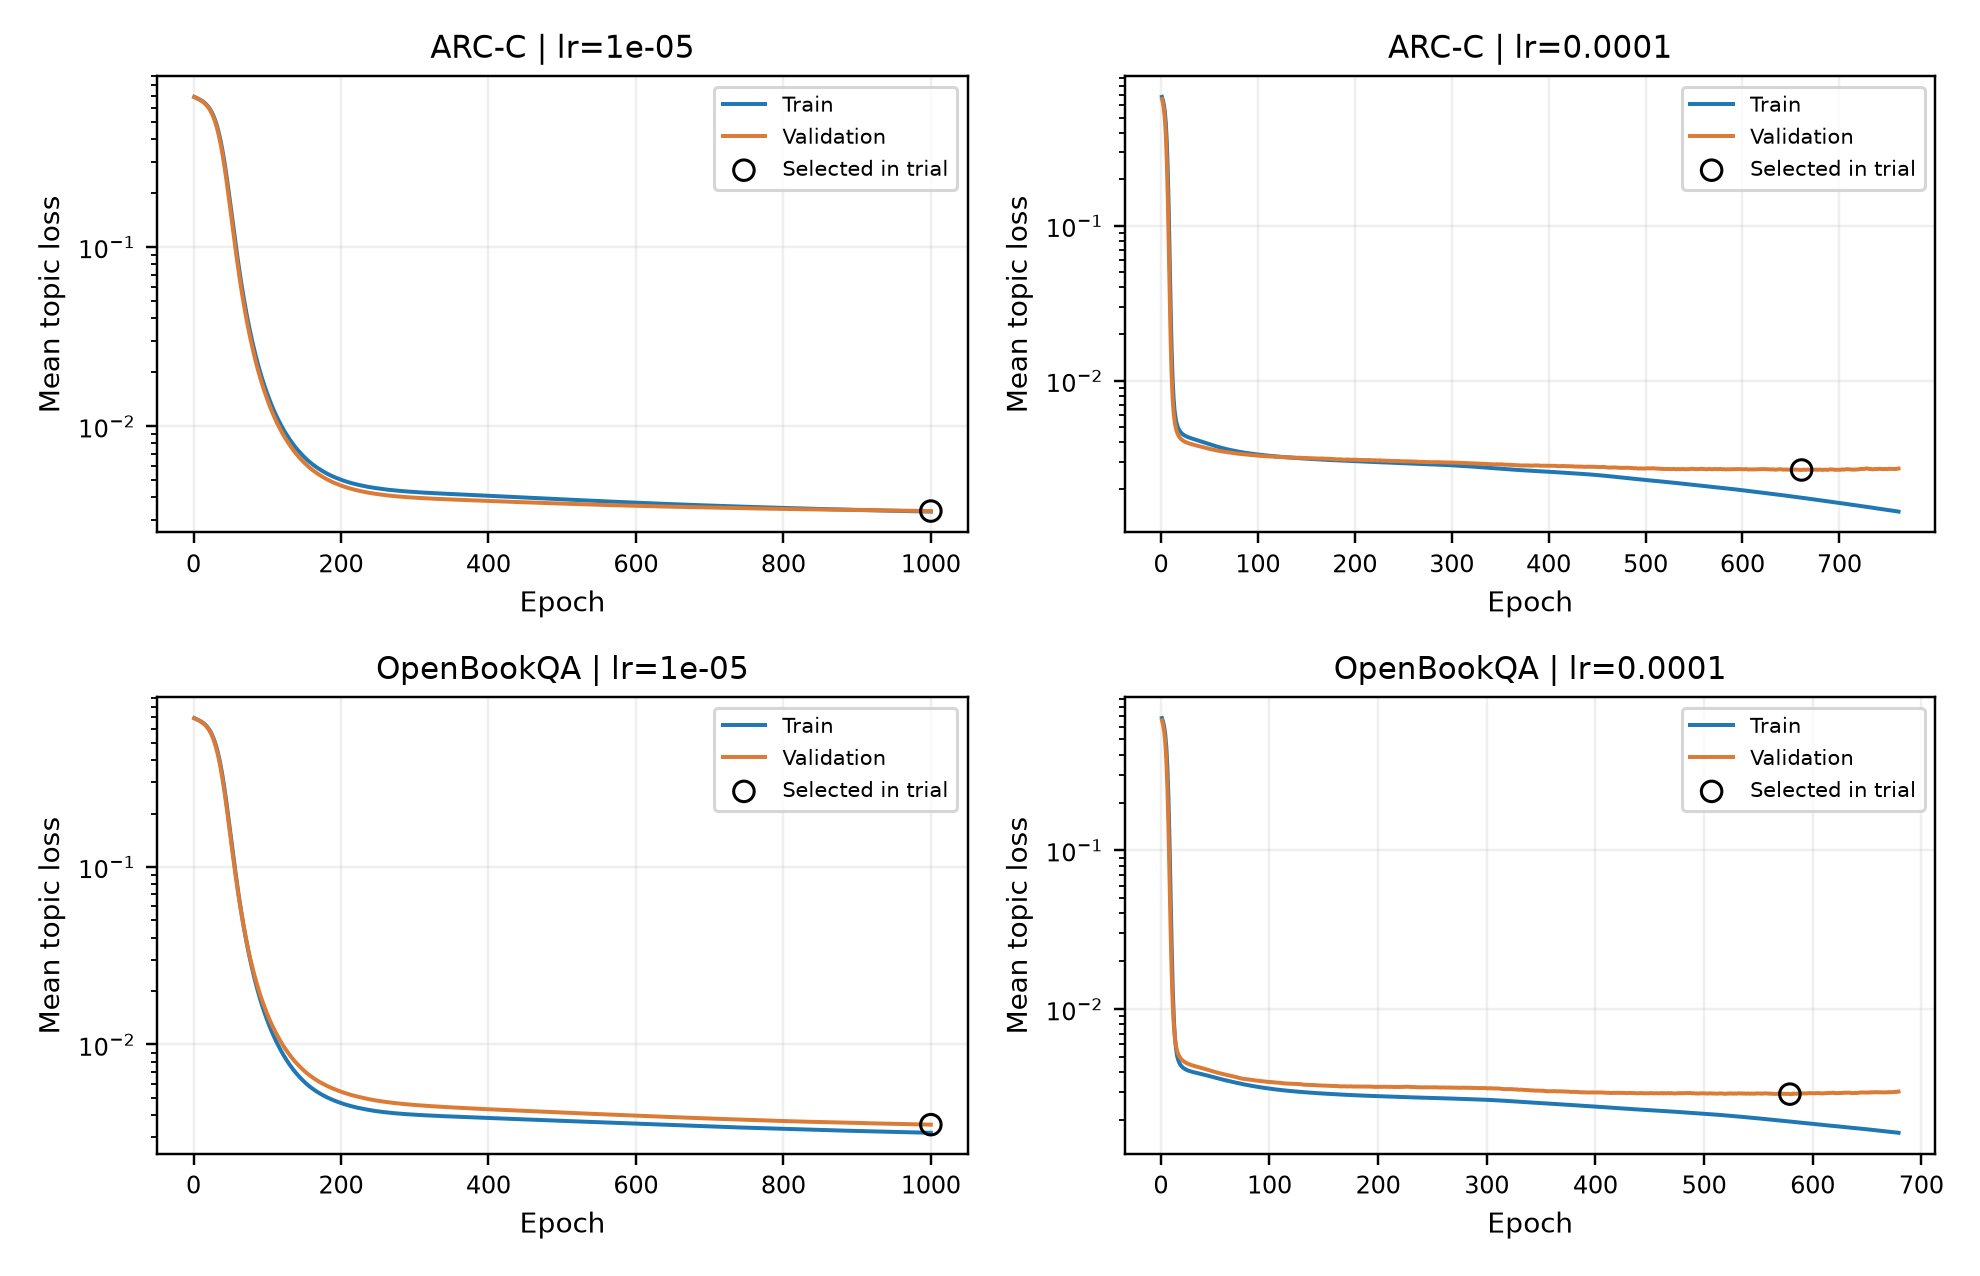 ARC-C | lr=1e-05
Mean topic loss
10⁻¹
10⁻²
Train
Validation
Selected in trial
0 200 400 600 800 1000
Epoch
ARC-C | lr=0.0001
Mean topic loss
10⁻¹
10⁻²
Train
Validation
Selected in trial
0 100 200 300 400 500 600 700
Epoch
OpenBookQA | lr=1e-05
Mean topic loss
10⁻¹
10⁻²
Train
Validation
Selected in trial
0 200 400 600 800 1000
Epoch
OpenBookQA | lr=0.0001
Mean topic loss
10⁻¹
10⁻²
Train
Validation
Selected in trial
0 100 200 300 400 500 600 700
Epoch